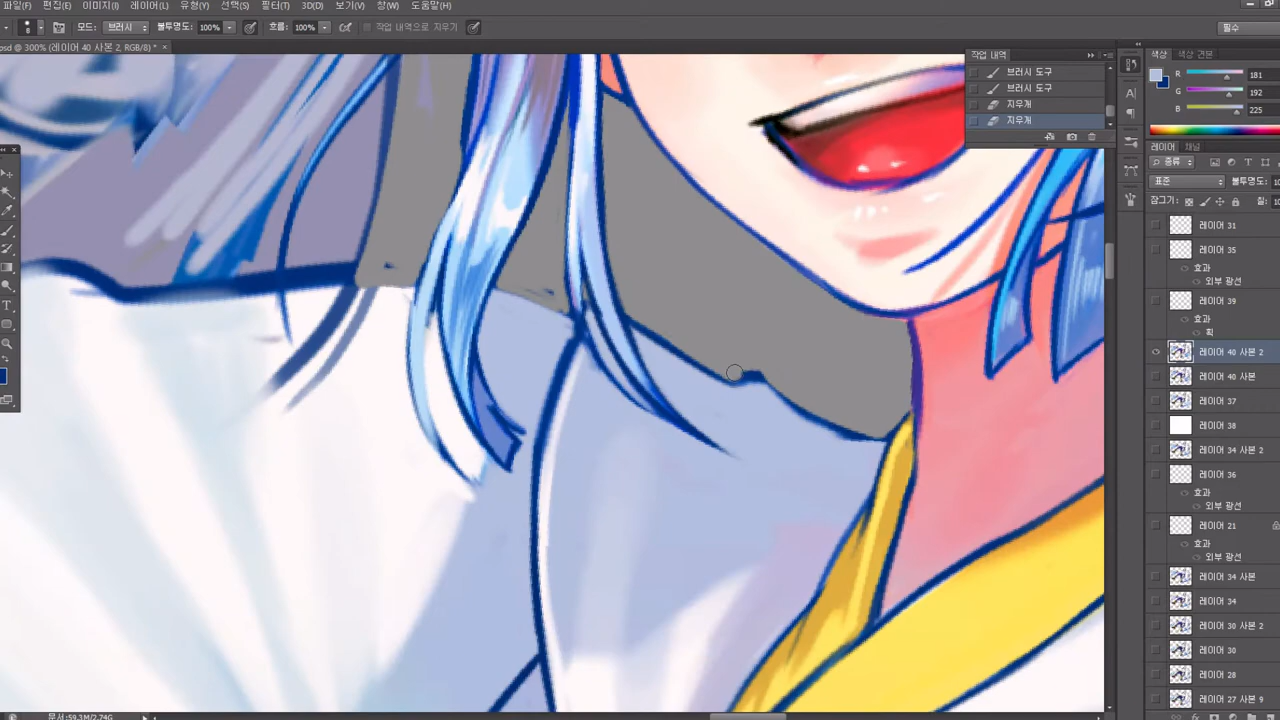 파일(F) 편집(E) 이미지(I) 레이어(L) 유형(Y) 선택(S) 필터(T) 3D(D) 보기(V) 창(W) 도움말(H)
8 모드: 브러시 불투명도: 100% 흐름: 100% 작업 내역으로 지우기 필수
psd @ 300% (레이어 40 사본 2, RGB/8) * ×
작업 내역
브러시 도구
브러시 도구
지우개
지우개
색상 색상 견본
R 181
G 192
B 225
레이어 채널
종류
표준 불투명도: 10
잠그기: 칠: 10
레이어 31
레이어 35
효과
외부 광선
레이어 39
효과
획
레이어 40 사본 2
레이어 40 사본
레이어 37
레이어 38
레이어 34 사본 2
레이어 36
효과
외부 광선
레이어 21
효과
외부 광선
레이어 34 사본
레이어 34
레이어 30 사본 2
레이어 30
레이어 28
레이어 27 사본 9
문서:59.3M/2.74G